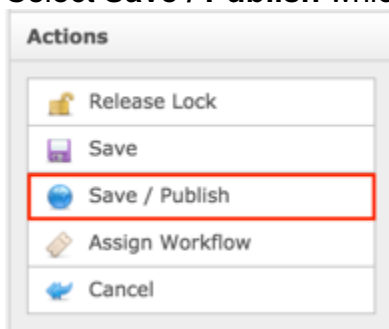 Select Save / Publish
Actions
Release Lock
Save
Save / Publish
Assign Workflow
Cancel